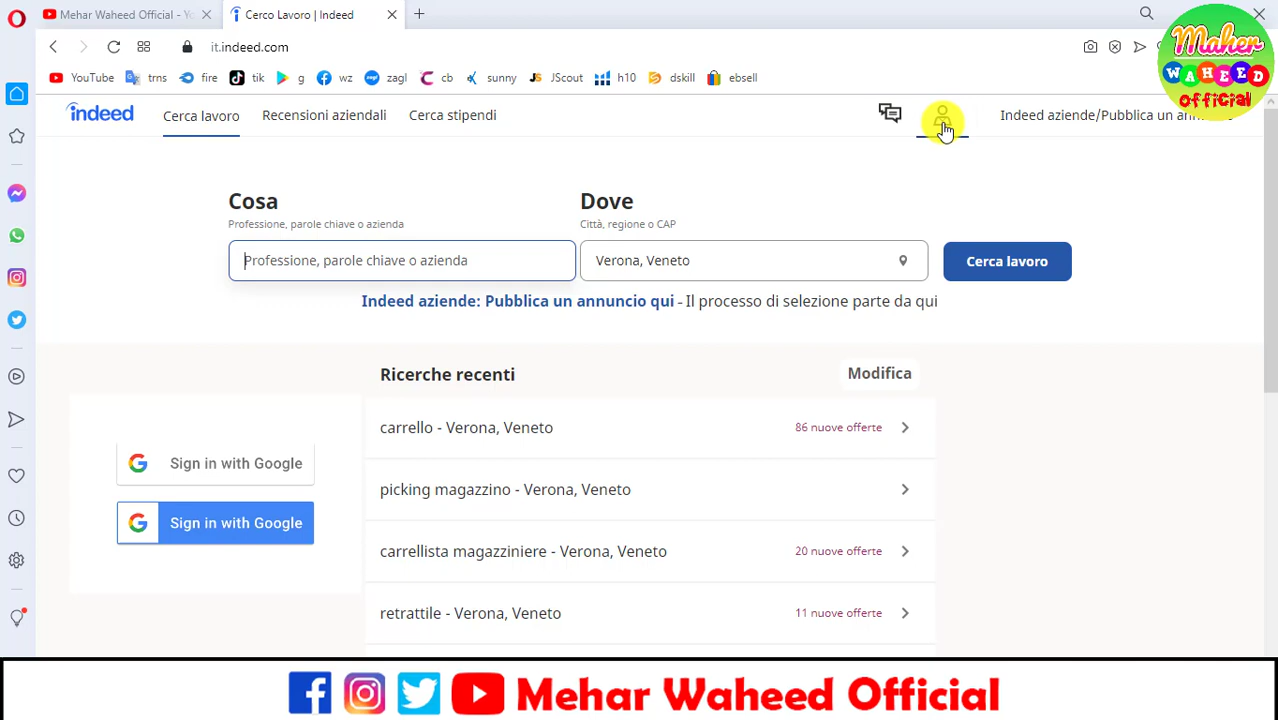 Mehar Waheed Official - Yo
Cerco Lavoro | Indeed
it.indeed.com
YouTube trns fire tik g wz zagl cb sunny JScout h10 dskill ebsell
Maher
WAHEED
official
indeed Cerca lavoro Recensioni aziendali Cerca stipendi Indeed aziende/Pubblica un annuncio
Cosa
Professione, parole chiave o azienda
Dove
Città, regione o CAP
Professione, parole chiave o azienda
Verona, Veneto
Cerca lavoro
Indeed aziende: Pubblica un annuncio qui - Il processo di selezione parte da qui
Ricerche recenti
Modifica
carrello - Verona, Veneto 86 nuove offerte
picking magazzino - Verona, Veneto
carrellista magazziniere - Verona, Veneto 20 nuove offerte
retrattile - Verona, Veneto 11 nuove offerte
Sign in with Google
Sign in with Google
Mehar Waheed Official